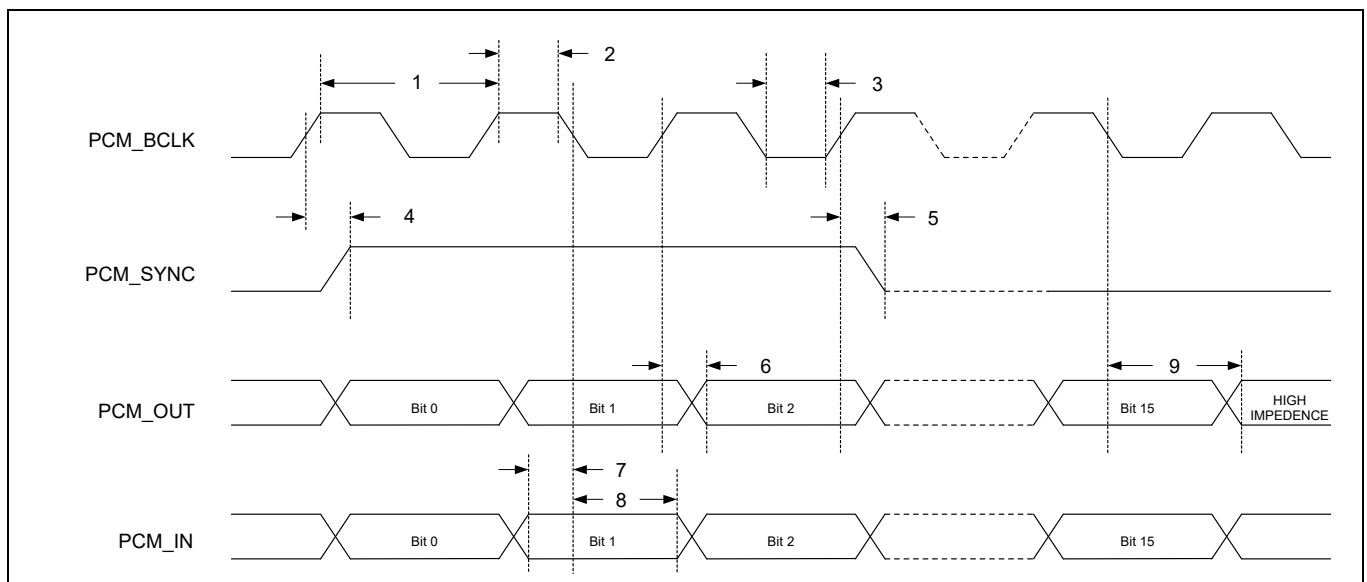 2
1
3
PCM_BCLK
4
5
PCM_SYNC
6
9
PCM_OUT
Bit 0
Bit 1
Bit 2
Bit 15
HIGH
IMPEDENCE
7
8
PCM_IN
Bit 0
Bit 1
Bit 2
Bit 15